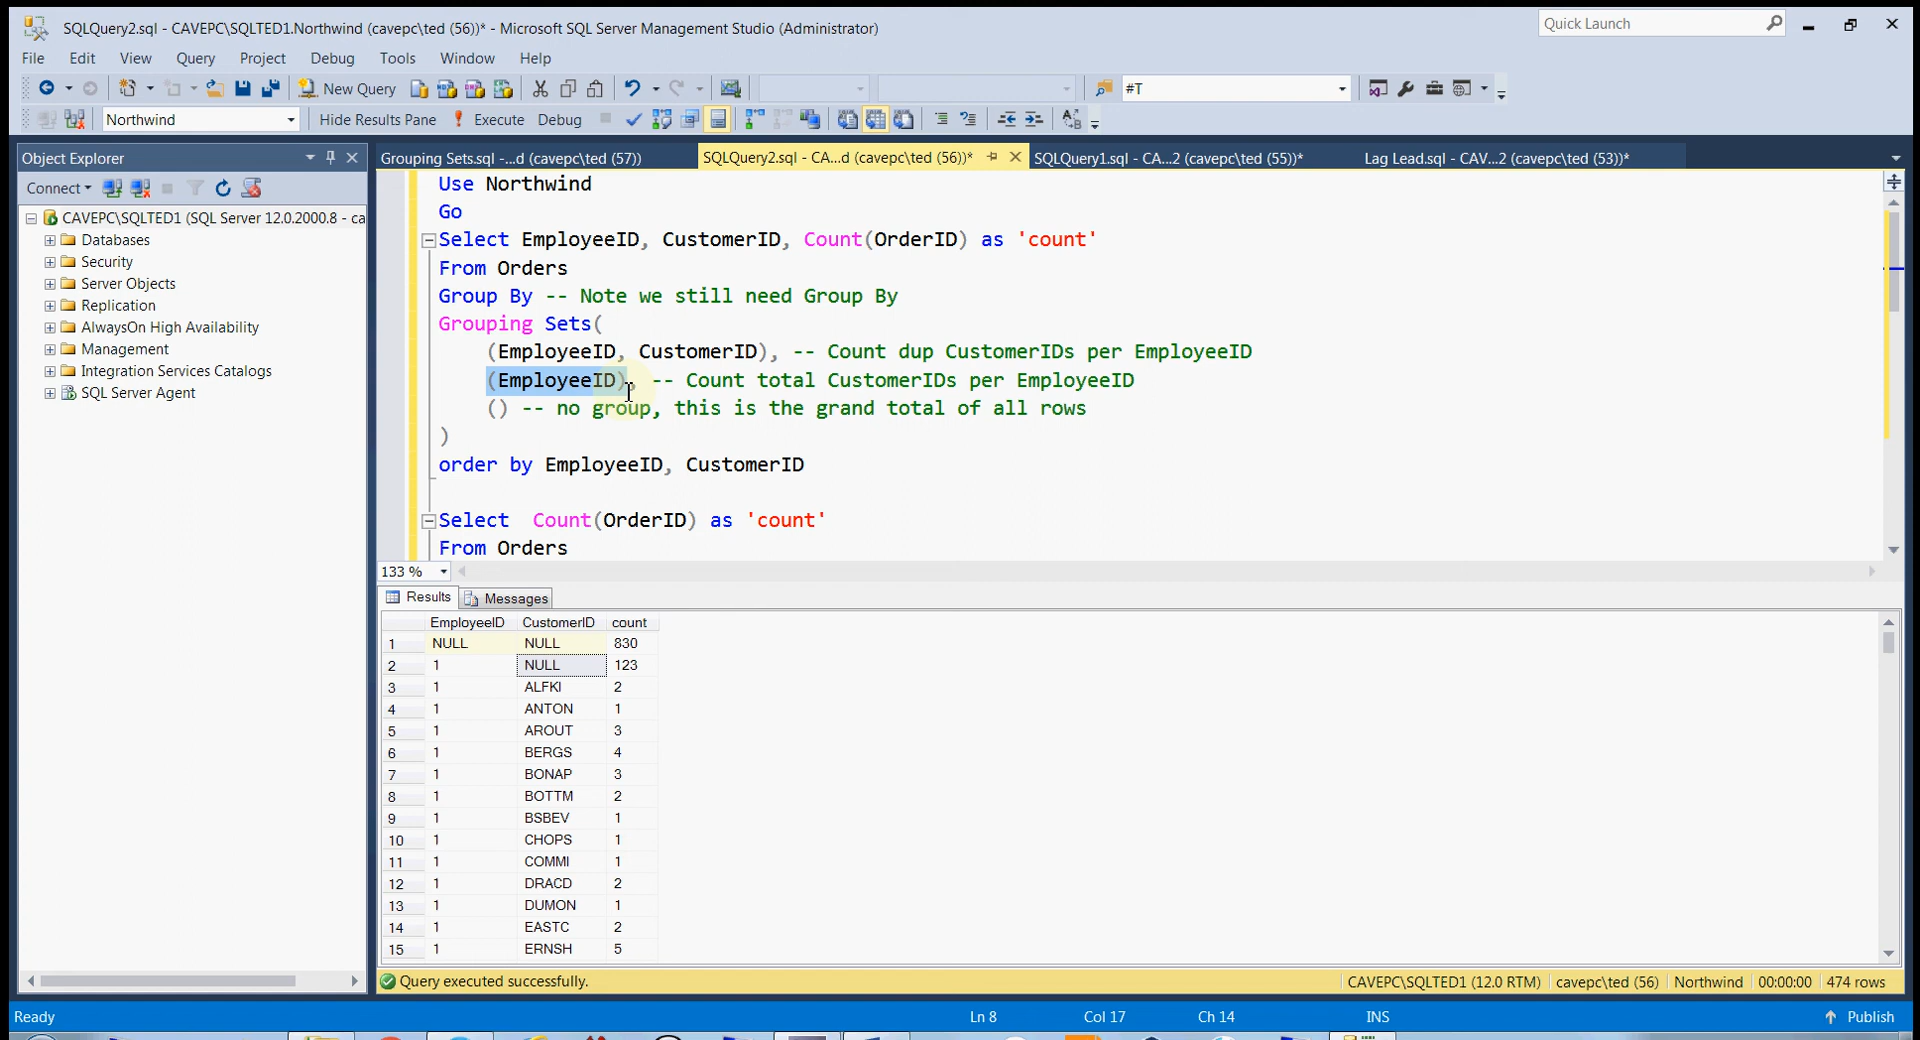 SQLQuery2.sql - CAVEPC\SQLTED1.Northwind (cavepc\ted (56))* - Microsoft SQL Server Management Studio (Administrator)
Quick Launch
File Edit View Query Project Debug Tools Window Help
New Query
#T
Northwind
Hide Results Pane
Execute
Debug
Object Explorer
Grouping Sets.sql -...d (cavepc\ted (57))
SQLQuery2.sql - CA...d (cavepc\ted (56))*
SQLQuery1.sql - CA...2 (cavepc\ted (55))*
Lag Lead.sql - CAV...2 (cavepc\ted (53))*
Connect
CAVEPC\SQLTED1 (SQL Server 12.0.2000.8 - ca
Databases
Security
Server Objects
Replication
AlwaysOn High Availability
Management
Integration Services Catalogs
SQL Server Agent
Use Northwind
Go
Select EmployeeID, CustomerID, Count(OrderID) as 'count'
From Orders
Group By -- Note we still need Group By
Grouping Sets(
(EmployeeID, CustomerID), -- Count dup CustomerIDs per EmployeeID
(EmployeeID), -- Count total CustomerIDs per EmployeeID
() -- no group, this is the grand total of all rows
)
order by EmployeeID, CustomerID
Select Count(OrderID) as 'count'
From Orders
133 %
Results
Messages
EmployeeID CustomerID count
1 NULL NULL 830
2 1 NULL 123
3 1 ALFKI 2
4 1 ANTON 1
5 1 AROUT 3
6 1 BERGS 4
7 1 BONAP 3
8 1 BOTTM 2
9 1 BSBEV 1
10 1 CHOPS 1
11 1 COMMI 1
12 1 DRACD 2
13 1 DUMON 1
14 1 EASTC 2
15 1 ERNSH 5
Query executed successfully.
CAVEPC\SQLTED1 (12.0 RTM)
cavepc\ted (56)
Northwind
00:00:00
474 rows
Ready
Ln 8
Col 17
Ch 14
INS
Publish